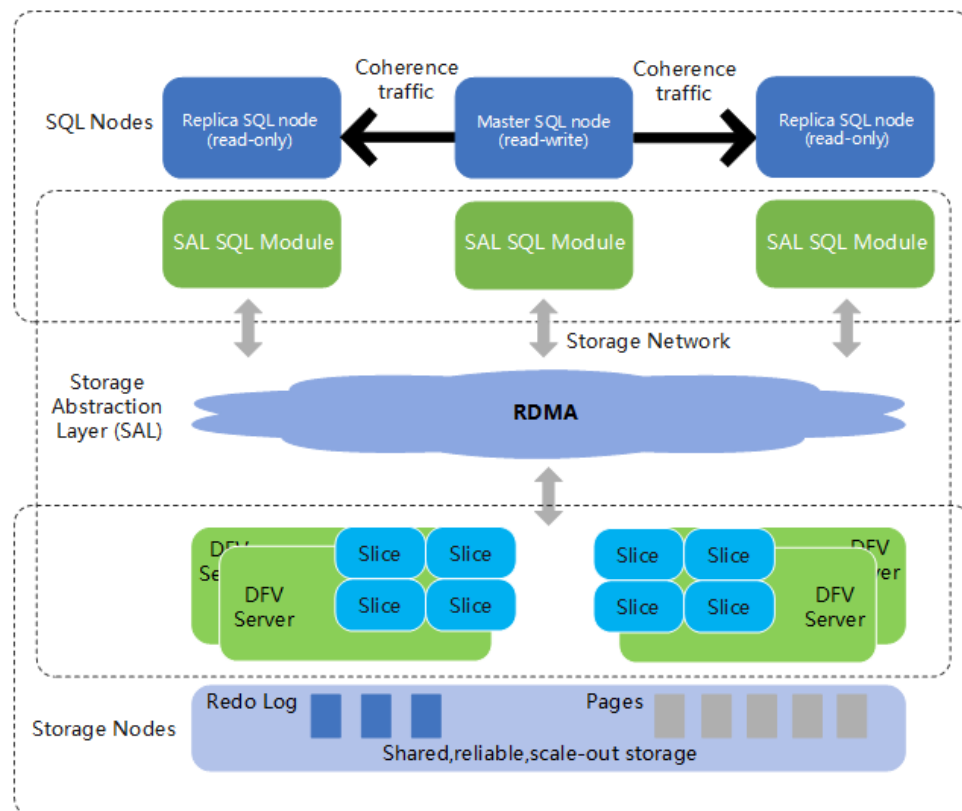 Coherence
traffic
Coherence
traffic
SQL Nodes
Replica SQL node
(read-only)
Master SQL node
(read-write)
Replica SQL node
(read-only)
SAL SQL Module
SAL SQL Module
SAL SQL Module
Storage Network
Storage
Abstraction
Layer (SAL)
RDMA
DFV
Server
DFV
Server
Slice
Slice
Slice
Slice
Slice
Slice
Slice
Slice
DFV
Server
DFV
Server
Storage Nodes
Redo Log
Pages
Shared,reliable,scale-out storage